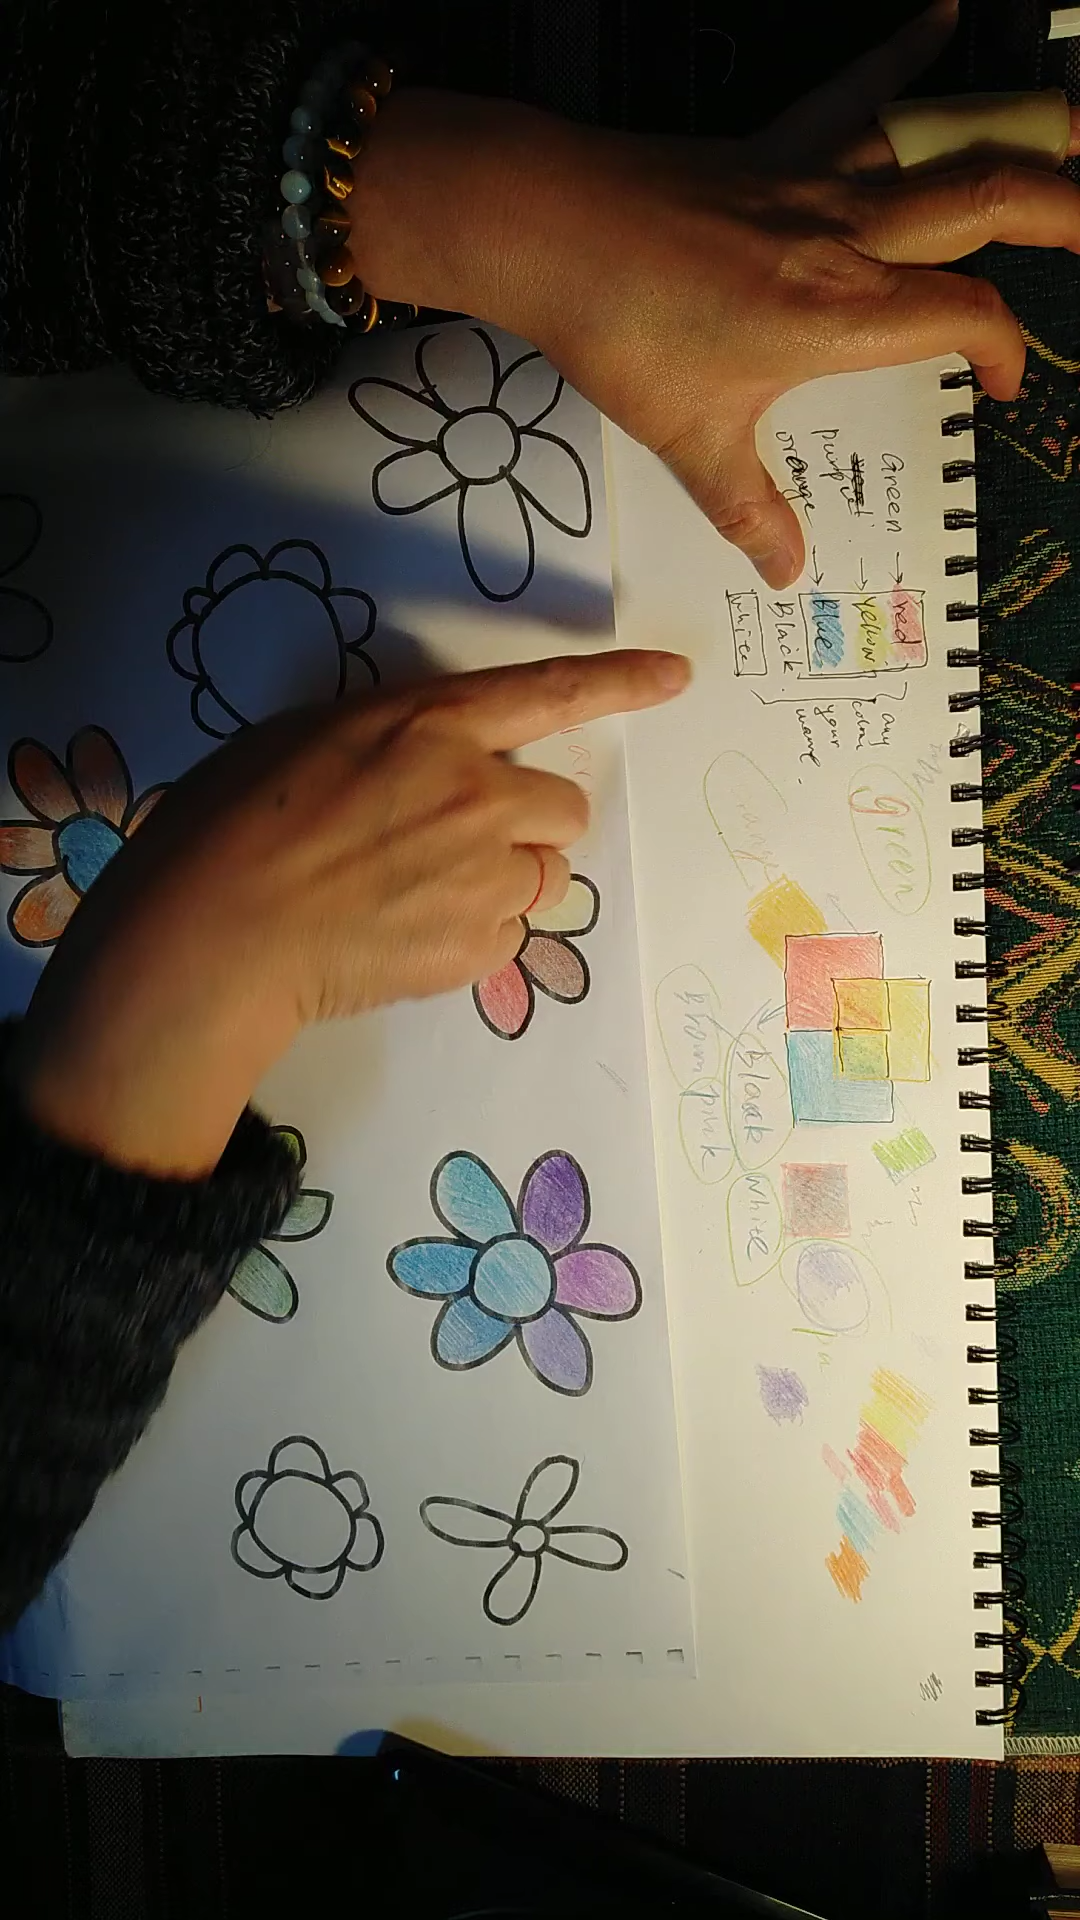 Green → red
purple → Yellow
orange → Blue
Black
white
any
colour
your
want.
green
orange
Black White
Brown pink